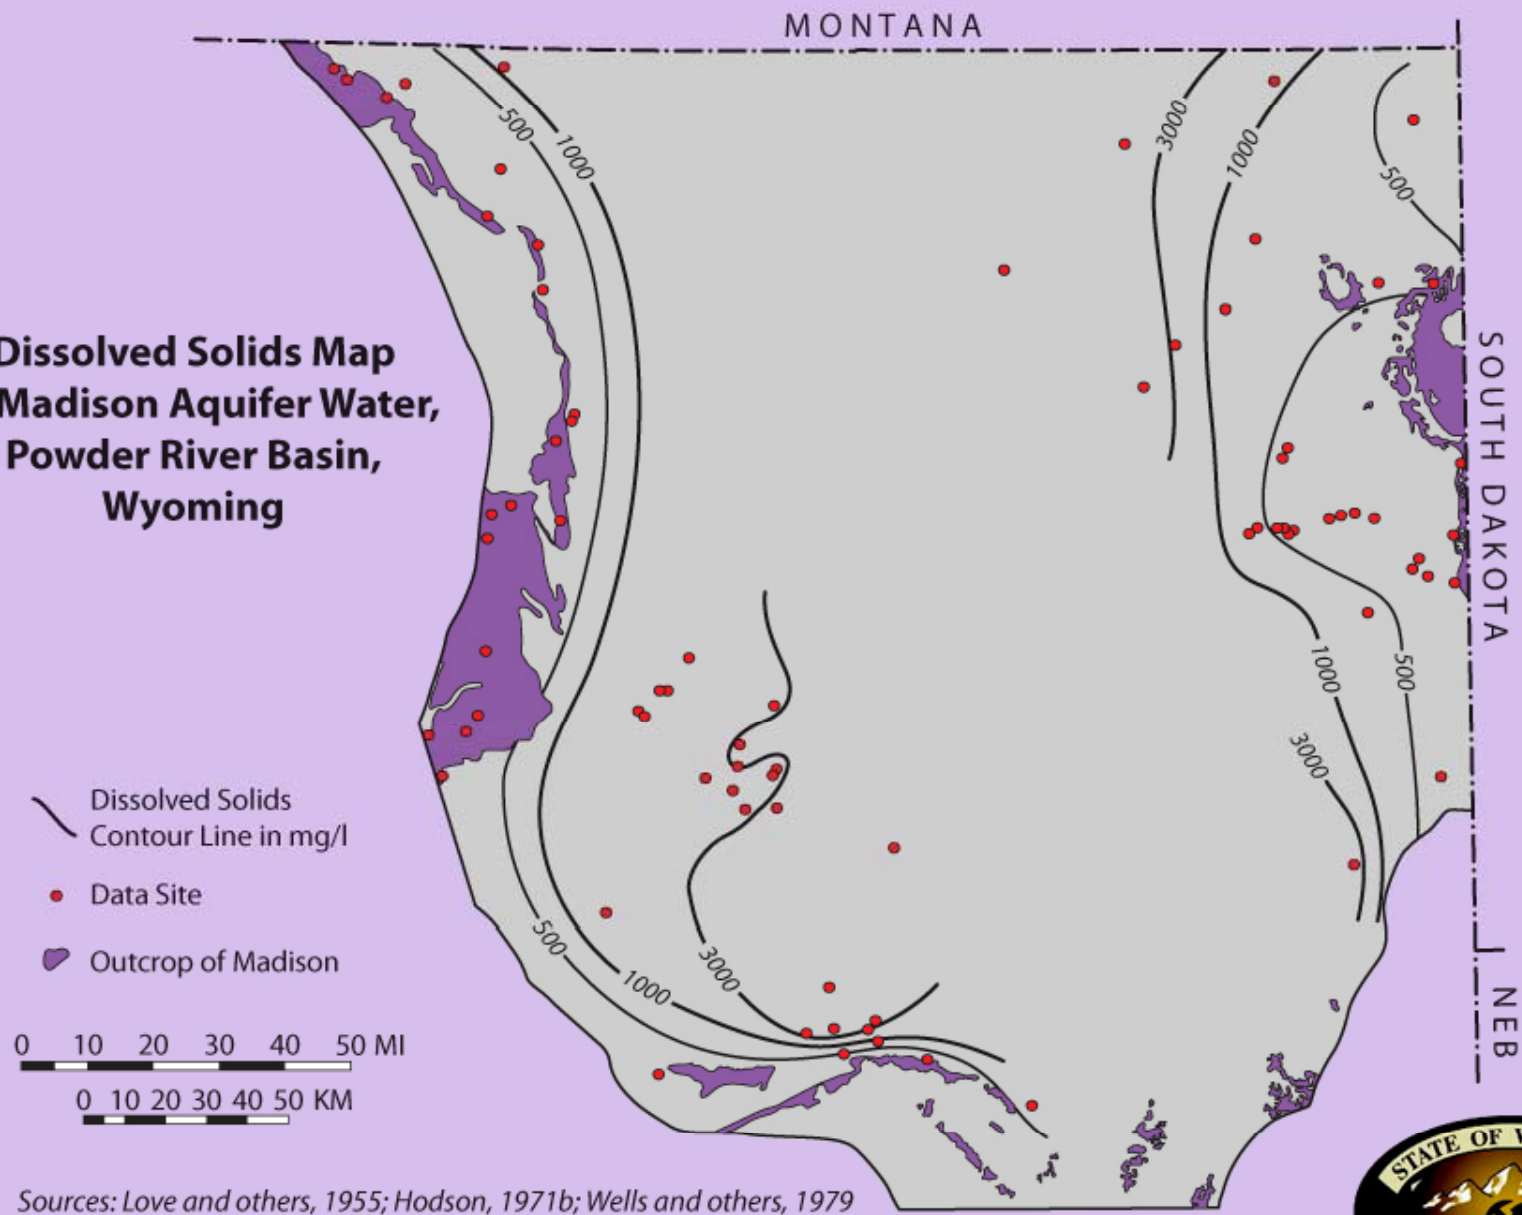 MONTANA
500
1000
3000
1000
500
Dissolved Solids Map
Madison Aquifer Water,
Powder River Basin,
Wyoming
SOUTH DAKOTA
1000
500
3000
Dissolved Solids
Contour Line in mg/l
Data Site
Outcrop of Madison
500
1000
3000
NEB
0 10 20 30 40 50 MI
0 10 20 30 40 50 KM
Sources: Love and others, 1955; Hodson, 1971b; Wells and others, 1979
STATE OF